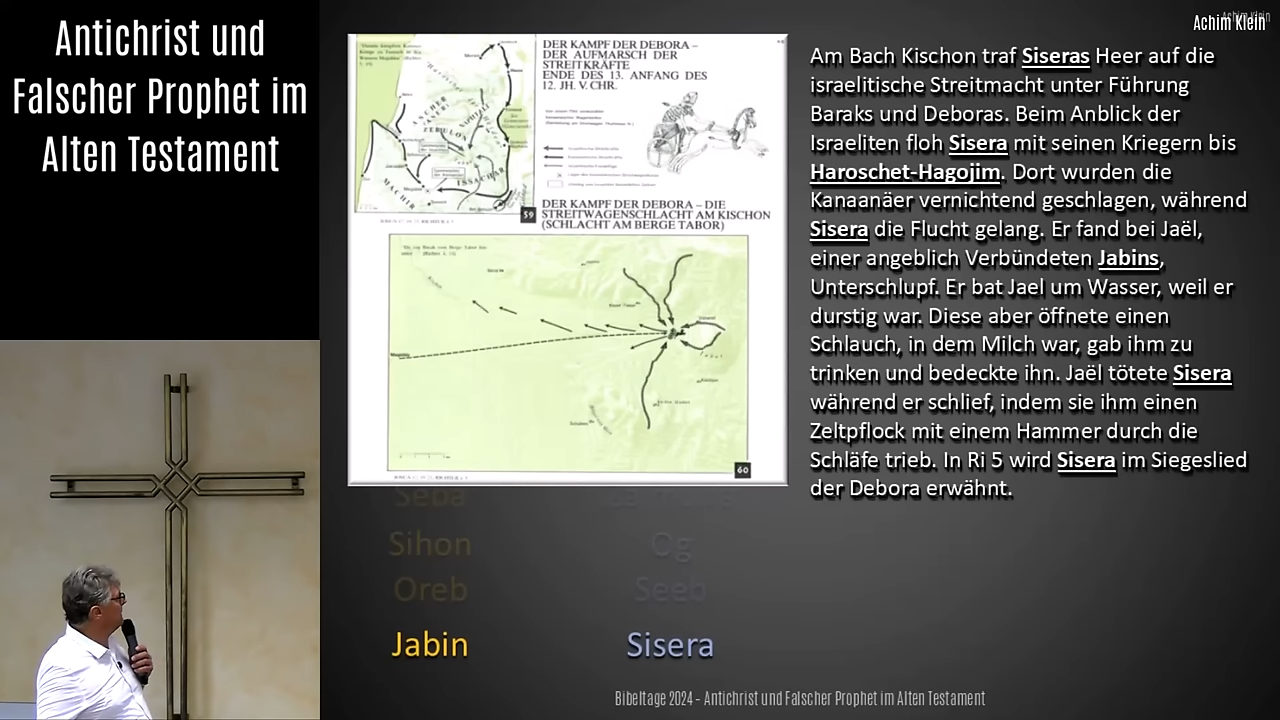 Antichrist und
Falscher Prophet im
Alten Testament
Achim Klein
DER KAMPF DER DEBORA –
DER AUFMARSCH DER
STREITKRÄFTE
ENDE DES 13. ANFANG DES
12. JH. V. CHR.
SEBULON
ISSASCHAR
59
DER KAMPF DER DEBORA – DIE
STREITWAGENSCHLACHT AM KISCHON
(SCHLACHT AM BERGE TABOR)
60
Am Bach Kischon traf Siseras Heer auf die
israelitische Streitmacht unter Führung
Baraks und Deboras. Beim Anblick der
Israeliten floh Sisera mit seinen Kriegern bis
Haroschet-Hagojim. Dort wurden die
Kanaanäer vernichtend geschlagen, während
Sisera die Flucht gelang. Er fand bei Jaël,
einer angeblich Verbündeten Jabins,
Unterschlupf. Er bat Jael um Wasser, weil er
durstig war. Diese aber öffnete einen
Schlauch, in dem Milch war, gab ihm zu
trinken und bedeckte ihn. Jaël tötete Sisera
während er schlief, indem sie ihm einen
Zeltpflock mit einem Hammer durch die
Schläfe trieb. In Ri 5 wird Sisera im Siegeslied
der Debora erwähnt.
Seba
Sihon Og
Oreb Seeb
Jabin Sisera
Bibeltage 2024 – Antichrist und Falscher Prophet im Alten Testament